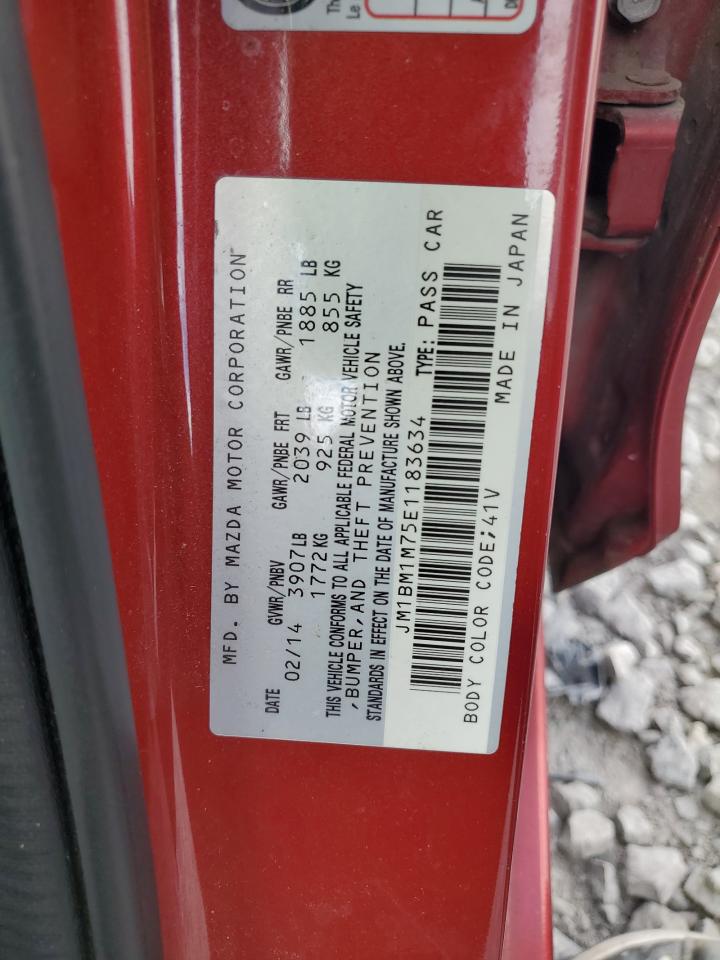 Th
Le
MFD. BY MAZDA MOTOR CORPORATION
DATE GVWR/PNBV GAWR/PNBE FRT GAWR/PNBE RR
02/14 3907LB 2039 LB 1885 LB
1772KG 925 KG 855 KG
THIS VEHICLE CONFORMS TO ALL APPLICABLE FEDERAL MOTOR VEHICLE SAFETY
,BUMPER,AND THEFT PREVENTION
STANDARDS IN EFFECT ON THE DATE OF MANUFACTURE SHOWN ABOVE.
JM1BM1M75E1183634 TYPE: PASS CAR
BODY COLOR CODE;41V MADE IN JAPAN